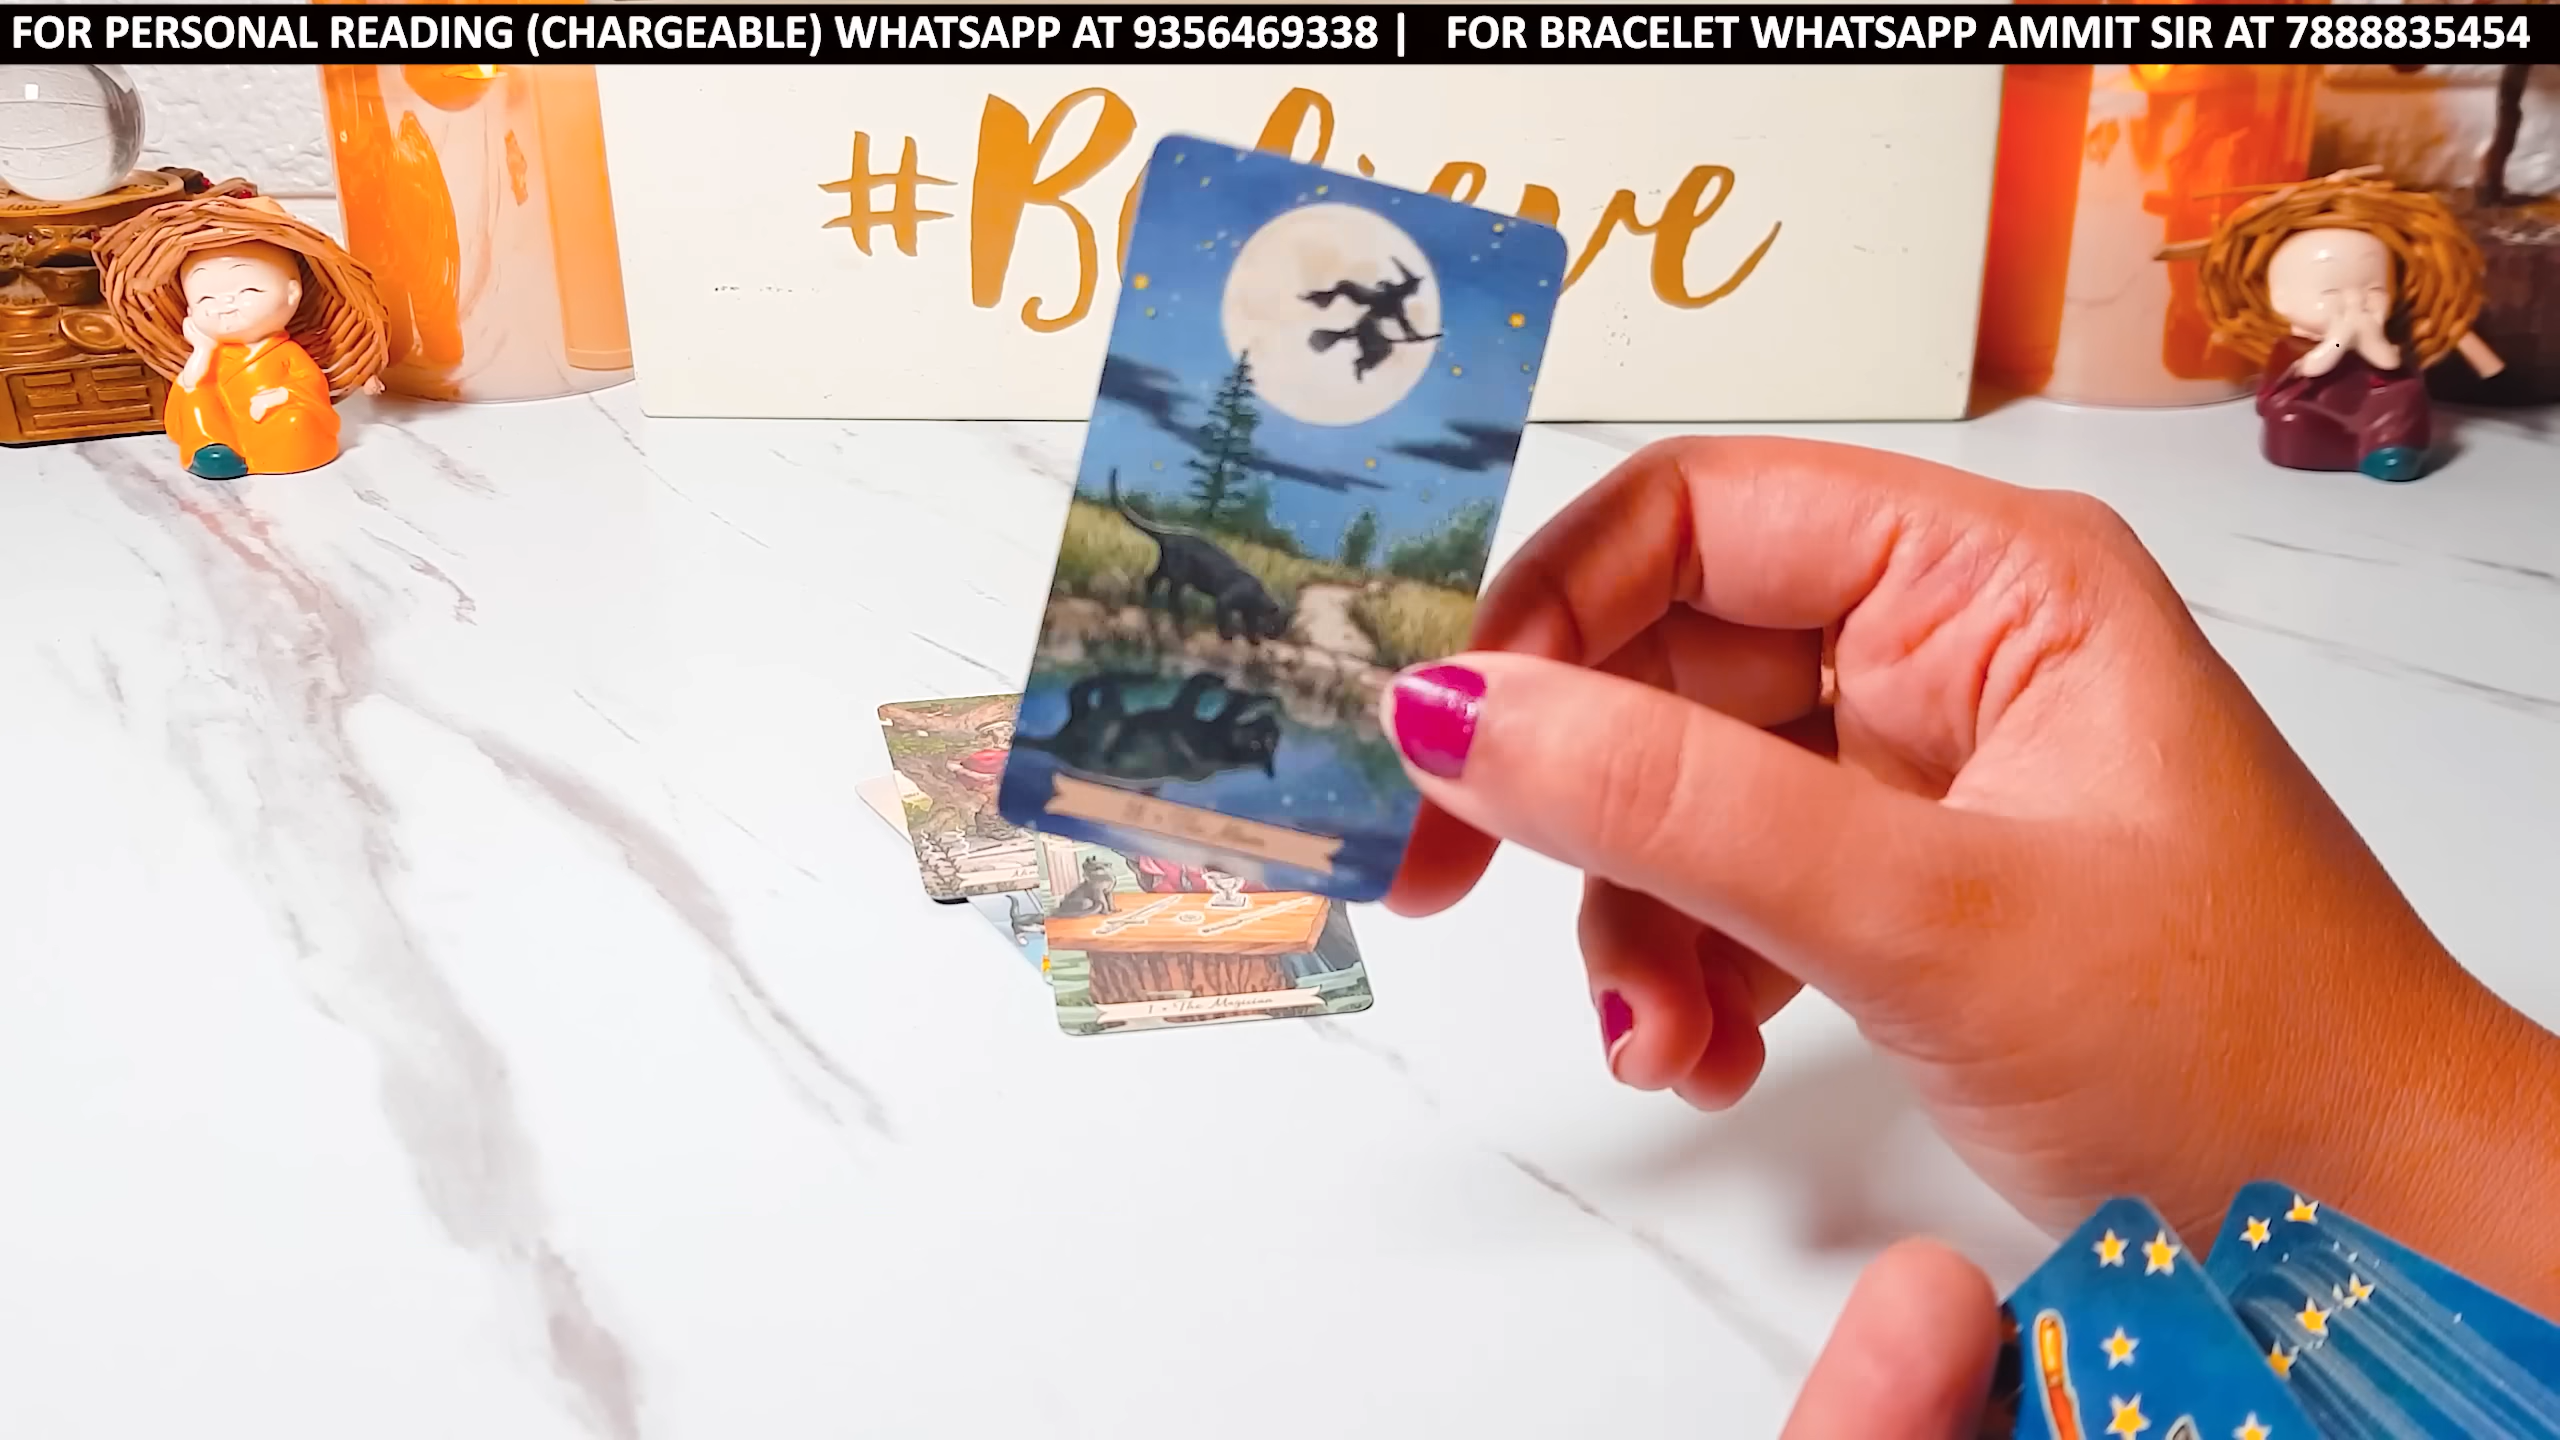 FOR PERSONAL READING (CHARGEABLE) WHATSAPP AT 9356469338 | FOR BRACELET WHATSAPP AMMIT SIR AT 7888835454
#Believe
I • The Magician